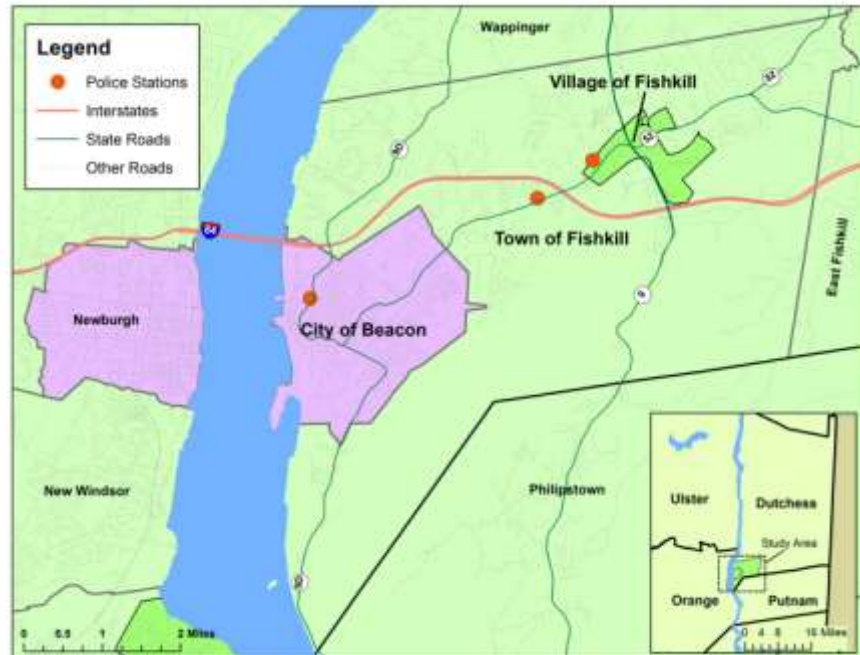 Legend
Police Stations
Interstates
State Roads
Other Roads
Wappinger
Village of Fishkill
52
52
9D
84
Town of Fishkill
East Fishkill
Newburgh
City of Beacon
9
New Windsor
Philipstown
9D
0 0.5 1 2 Miles
Ulster
Dutchess
Study Area
Orange
Putnam
0 4 8 16 Miles